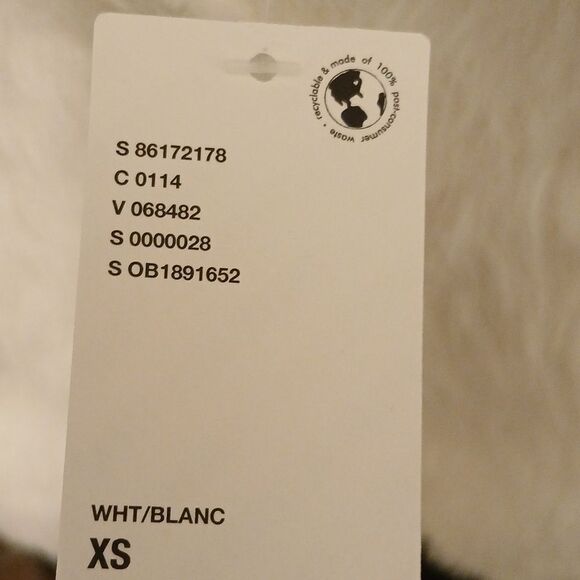 recyclable & made of 100% post-consumer waste •
S 86172178
C 0114
V 068482
S 0000028
S OB1891652
WHT/BLANC
XS